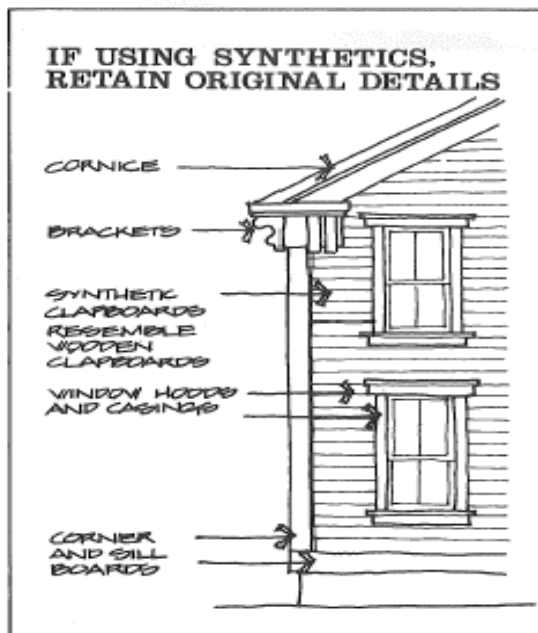 IF USING SYNTHETICS,
RETAIN ORIGINAL DETAILS
CORNICE
BRACKETS
SYNTHETIC
CLAPBOARDS
RESEMBLE
WOODEN
CLAPBOARDS
WINDOW HOODS
AND CASINGS
CORNER
AND SILL
BOARDS